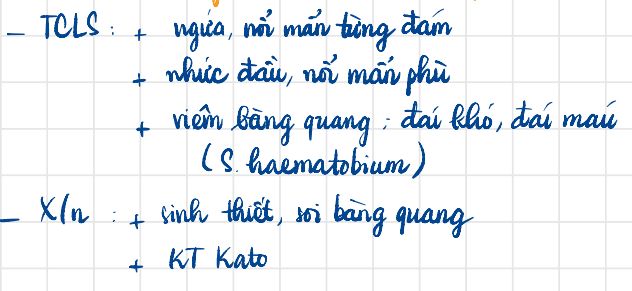 - TCLS : + ngứa, nổi mẩn từng đám
+ nhức đầu, nổi mẩn phù
+ viêm bàng quang : đái khó, đái máu
(S. haematobium)
- X/n : + sinh thiết, soi bàng quang
+ KT Kato